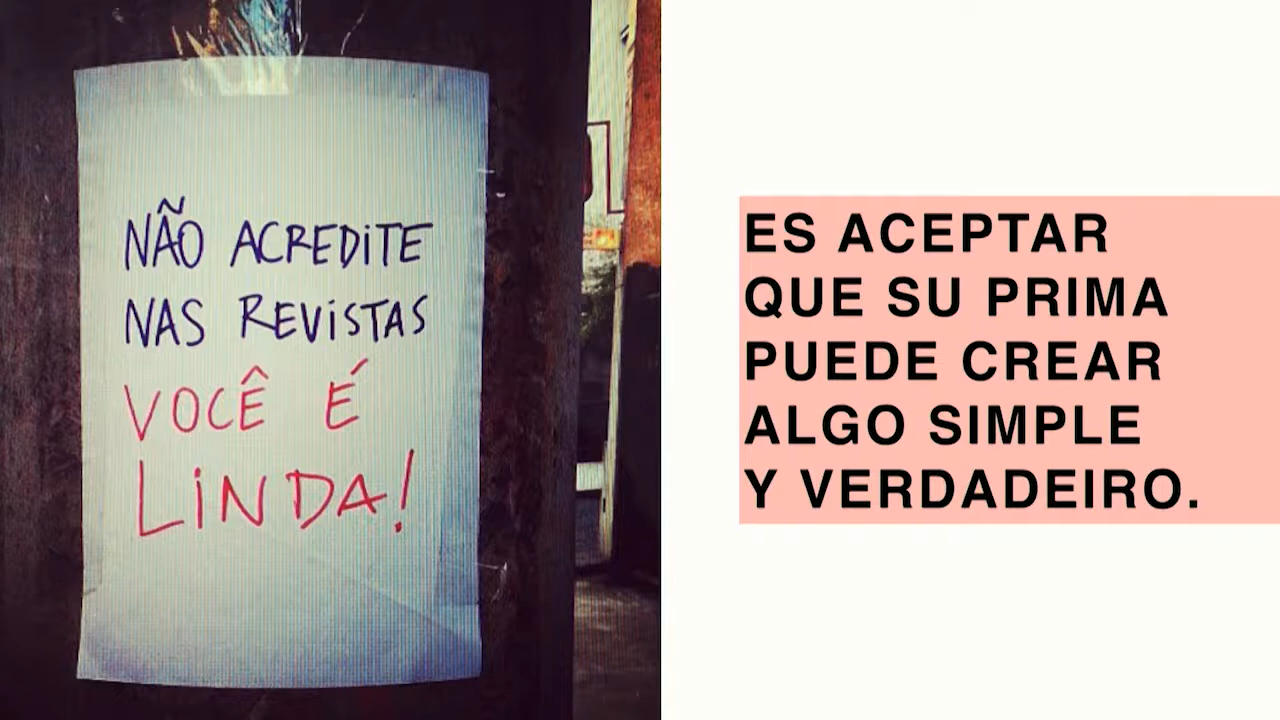 NÃO ACREDITE
NAS REVISTAS
VOCÊ É
LINDA!
ES ACEPTAR
QUE SU PRIMA
PUEDE CREAR
ALGO SIMPLE
Y VERDADEIRO.